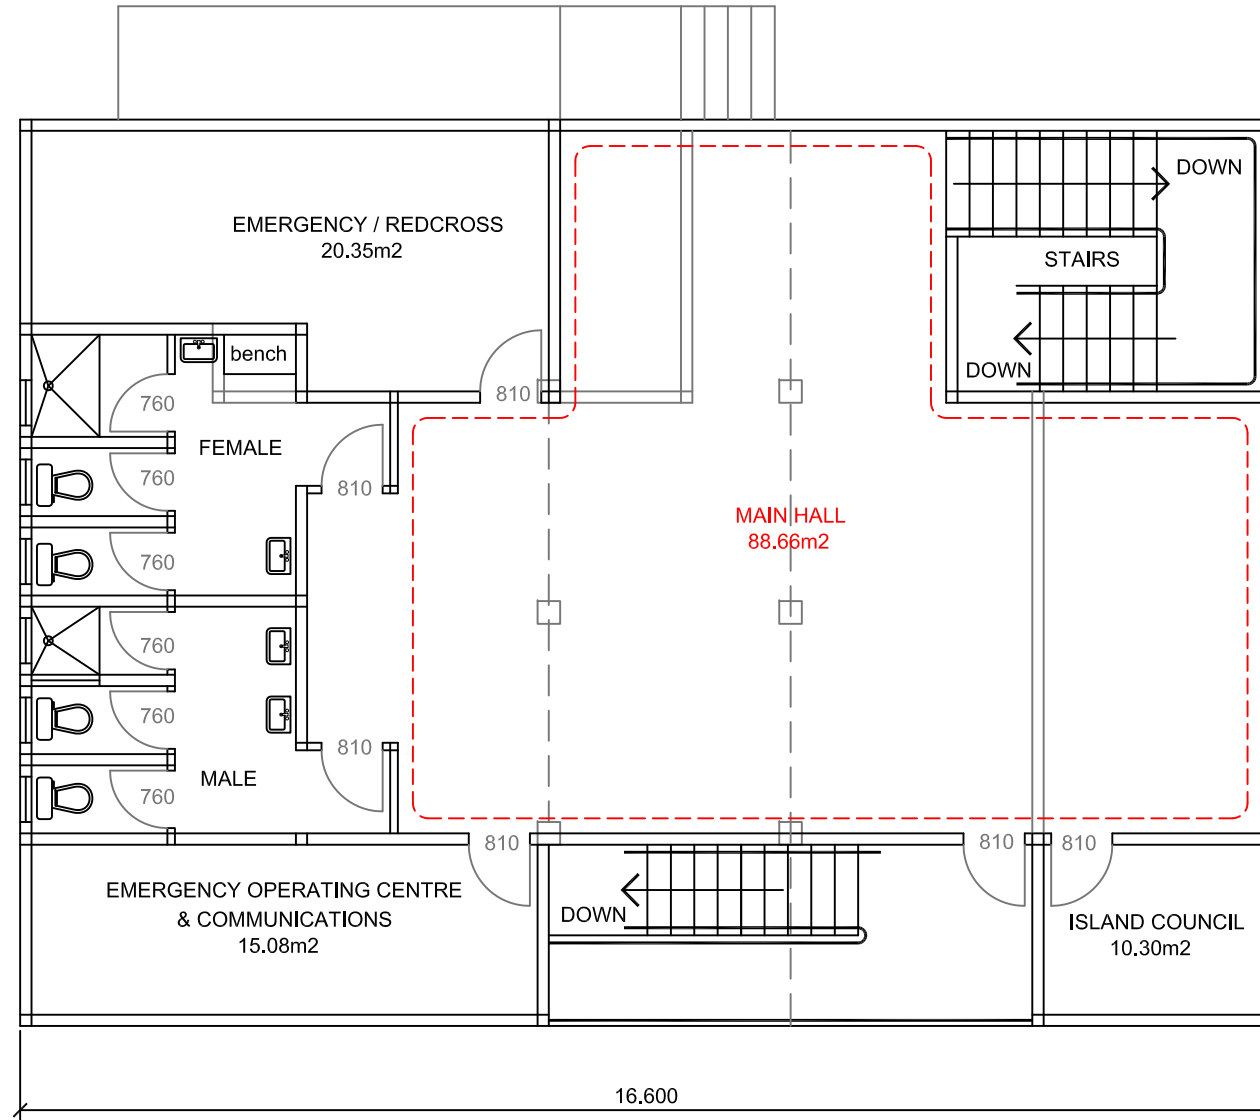 DOWN
EMERGENCY / REDCROSS
20.35m2
STAIRS
bench
DOWN
810
760
FEMALE
760
810
MAIN HALL
88.66m2
760
760
760
810
MALE
760
810
810
810
EMERGENCY OPERATING CENTRE
& COMMUNICATIONS
15.08m2
DOWN
ISLAND COUNCIL
10.30m2
16.600